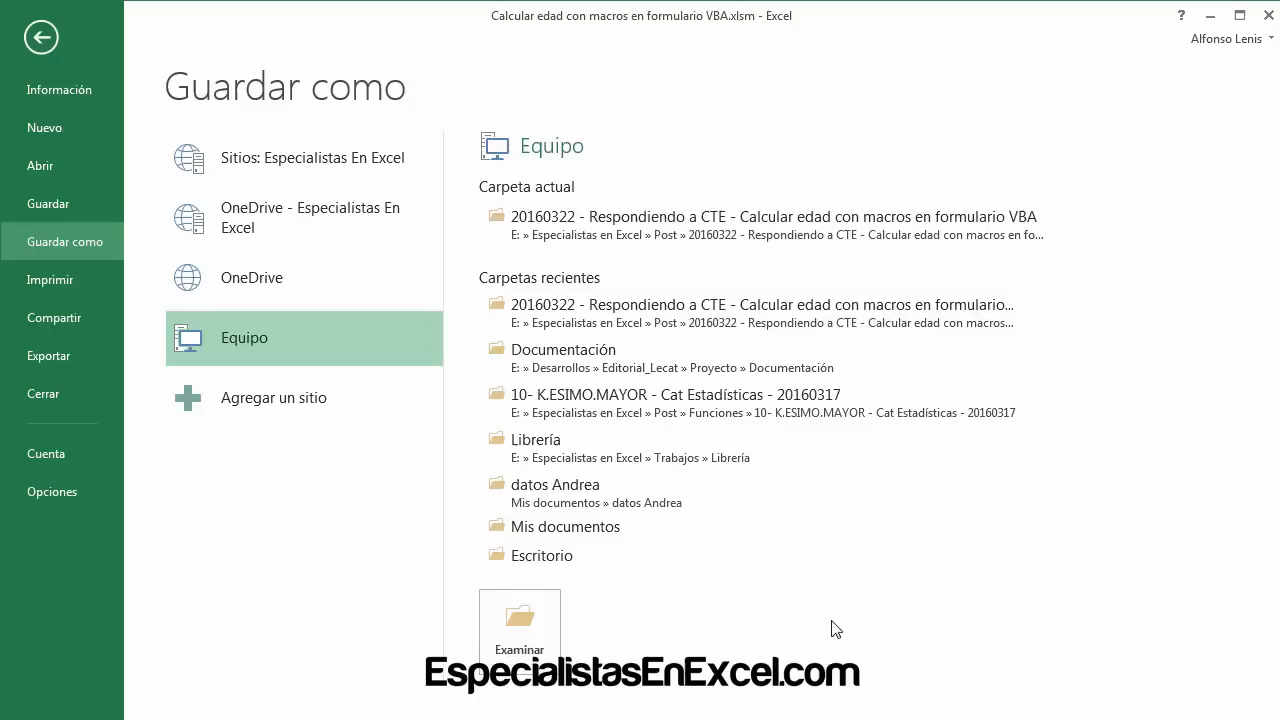 Calcular edad con macros en formulario VBA.xlsm - Excel
?
Alfonso Lenis
Información
Nuevo
Abrir
Guardar
Guardar como
Imprimir
Compartir
Exportar
Cerrar
Cuenta
Opciones
Guardar como
Sitios: Especialistas En Excel
OneDrive - Especialistas En
Excel
OneDrive
Equipo
Agregar un sitio
Equipo
Carpeta actual
20160322 - Respondiendo a CTE - Calcular edad con macros en formulario VBA
E: » Especialistas en Excel » Post » 20160322 - Respondiendo a CTE - Calcular edad con macros en fo...
Carpetas recientes
20160322 - Respondiendo a CTE - Calcular edad con macros en formulario...
E: » Especialistas en Excel » Post » 20160322 - Respondiendo a CTE - Calcular edad con macros...
Documentación
E: » Desarrollos » Editorial_Lecat » Proyecto » Documentación
10- K.ESIMO.MAYOR - Cat Estadísticas - 20160317
E: » Especialistas en Excel » Post » Funciones » 10- K.ESIMO.MAYOR - Cat Estadísticas - 20160317
Librería
E: » Especialistas en Excel » Trabajos » Librería
datos Andrea
Mis documentos » datos Andrea
Mis documentos
Escritorio
Examinar
EspecialistasEnExcel.com